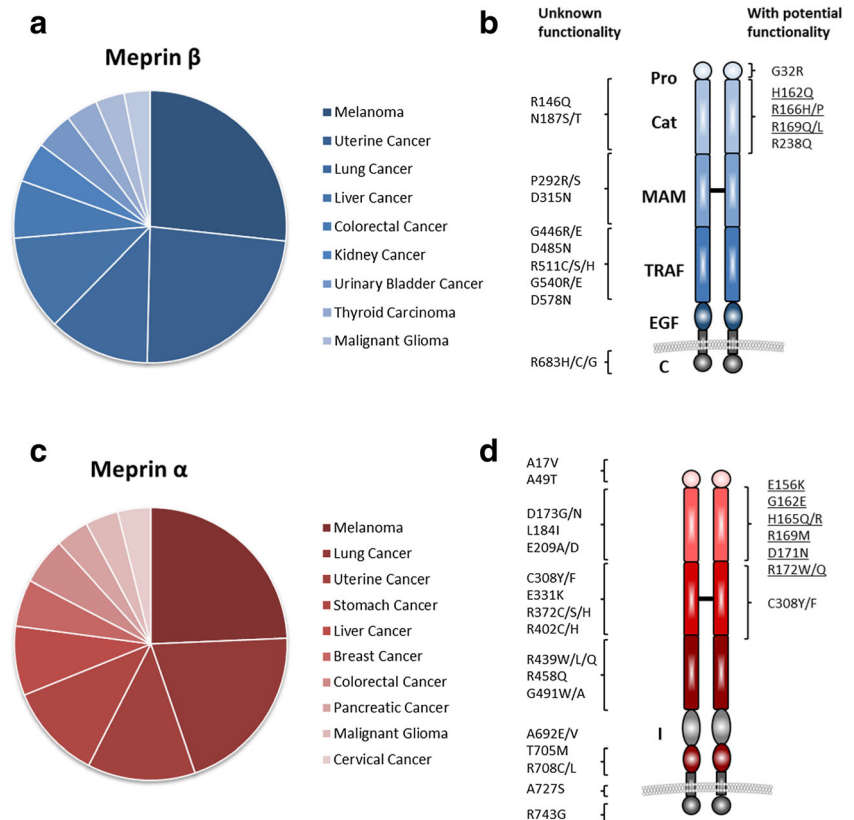 a
Meprin β
Melanoma
Uterine Cancer
Lung Cancer
Liver Cancer
Colorectal Cancer
Kidney Cancer
Urinary Bladder Cancer
Thyroid Carcinoma
Malignant Glioma
b
Unknown
functionality
With potential
functionality
Pro
Cat
MAM
TRAF
EGF
C
R146Q
N187S/T
P292R/S
D315N
G446R/E
D485N
R511C/S/H
G540R/E
D578N
R683H/C/G
G32R
H162Q
R166H/P
R169Q/L
R238Q
c
Meprin α
Melanoma
Lung Cancer
Uterine Cancer
Stomach Cancer
Liver Cancer
Breast Cancer
Colorectal Cancer
Pancreatic Cancer
Malignant Glioma
Cervical Cancer
d
A17V
A49T
D173G/N
L184I
E209A/D
C308Y/F
E331K
R372C/S/H
R402C/H
R439W/L/Q
R458Q
G491W/A
A692E/V
T705M
R708C/L
A727S
R743G
I
E156K
G162E
H165Q/R
R169M
D171N
R172W/Q
C308Y/F